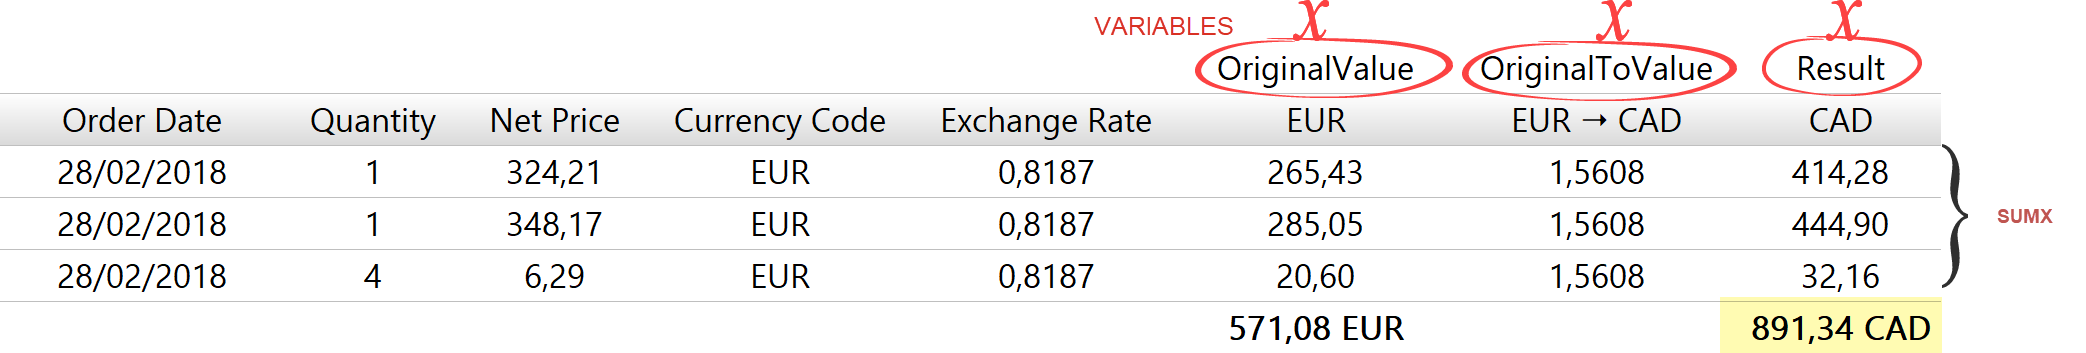 VARIABLES x x x
OriginalValue OriginalToValue Result
Order Date Quantity Net Price Currency Code Exchange Rate EUR EUR → CAD CAD
28/02/2018 1 324,21 EUR 0,8187 265,43 1,5608 414,28
28/02/2018 1 348,17 EUR 0,8187 285,05 1,5608 444,90
SUMX
28/02/2018 4 6,29 EUR 0,8187 20,60 1,5608 32,16
571,08 EUR 891,34 CAD